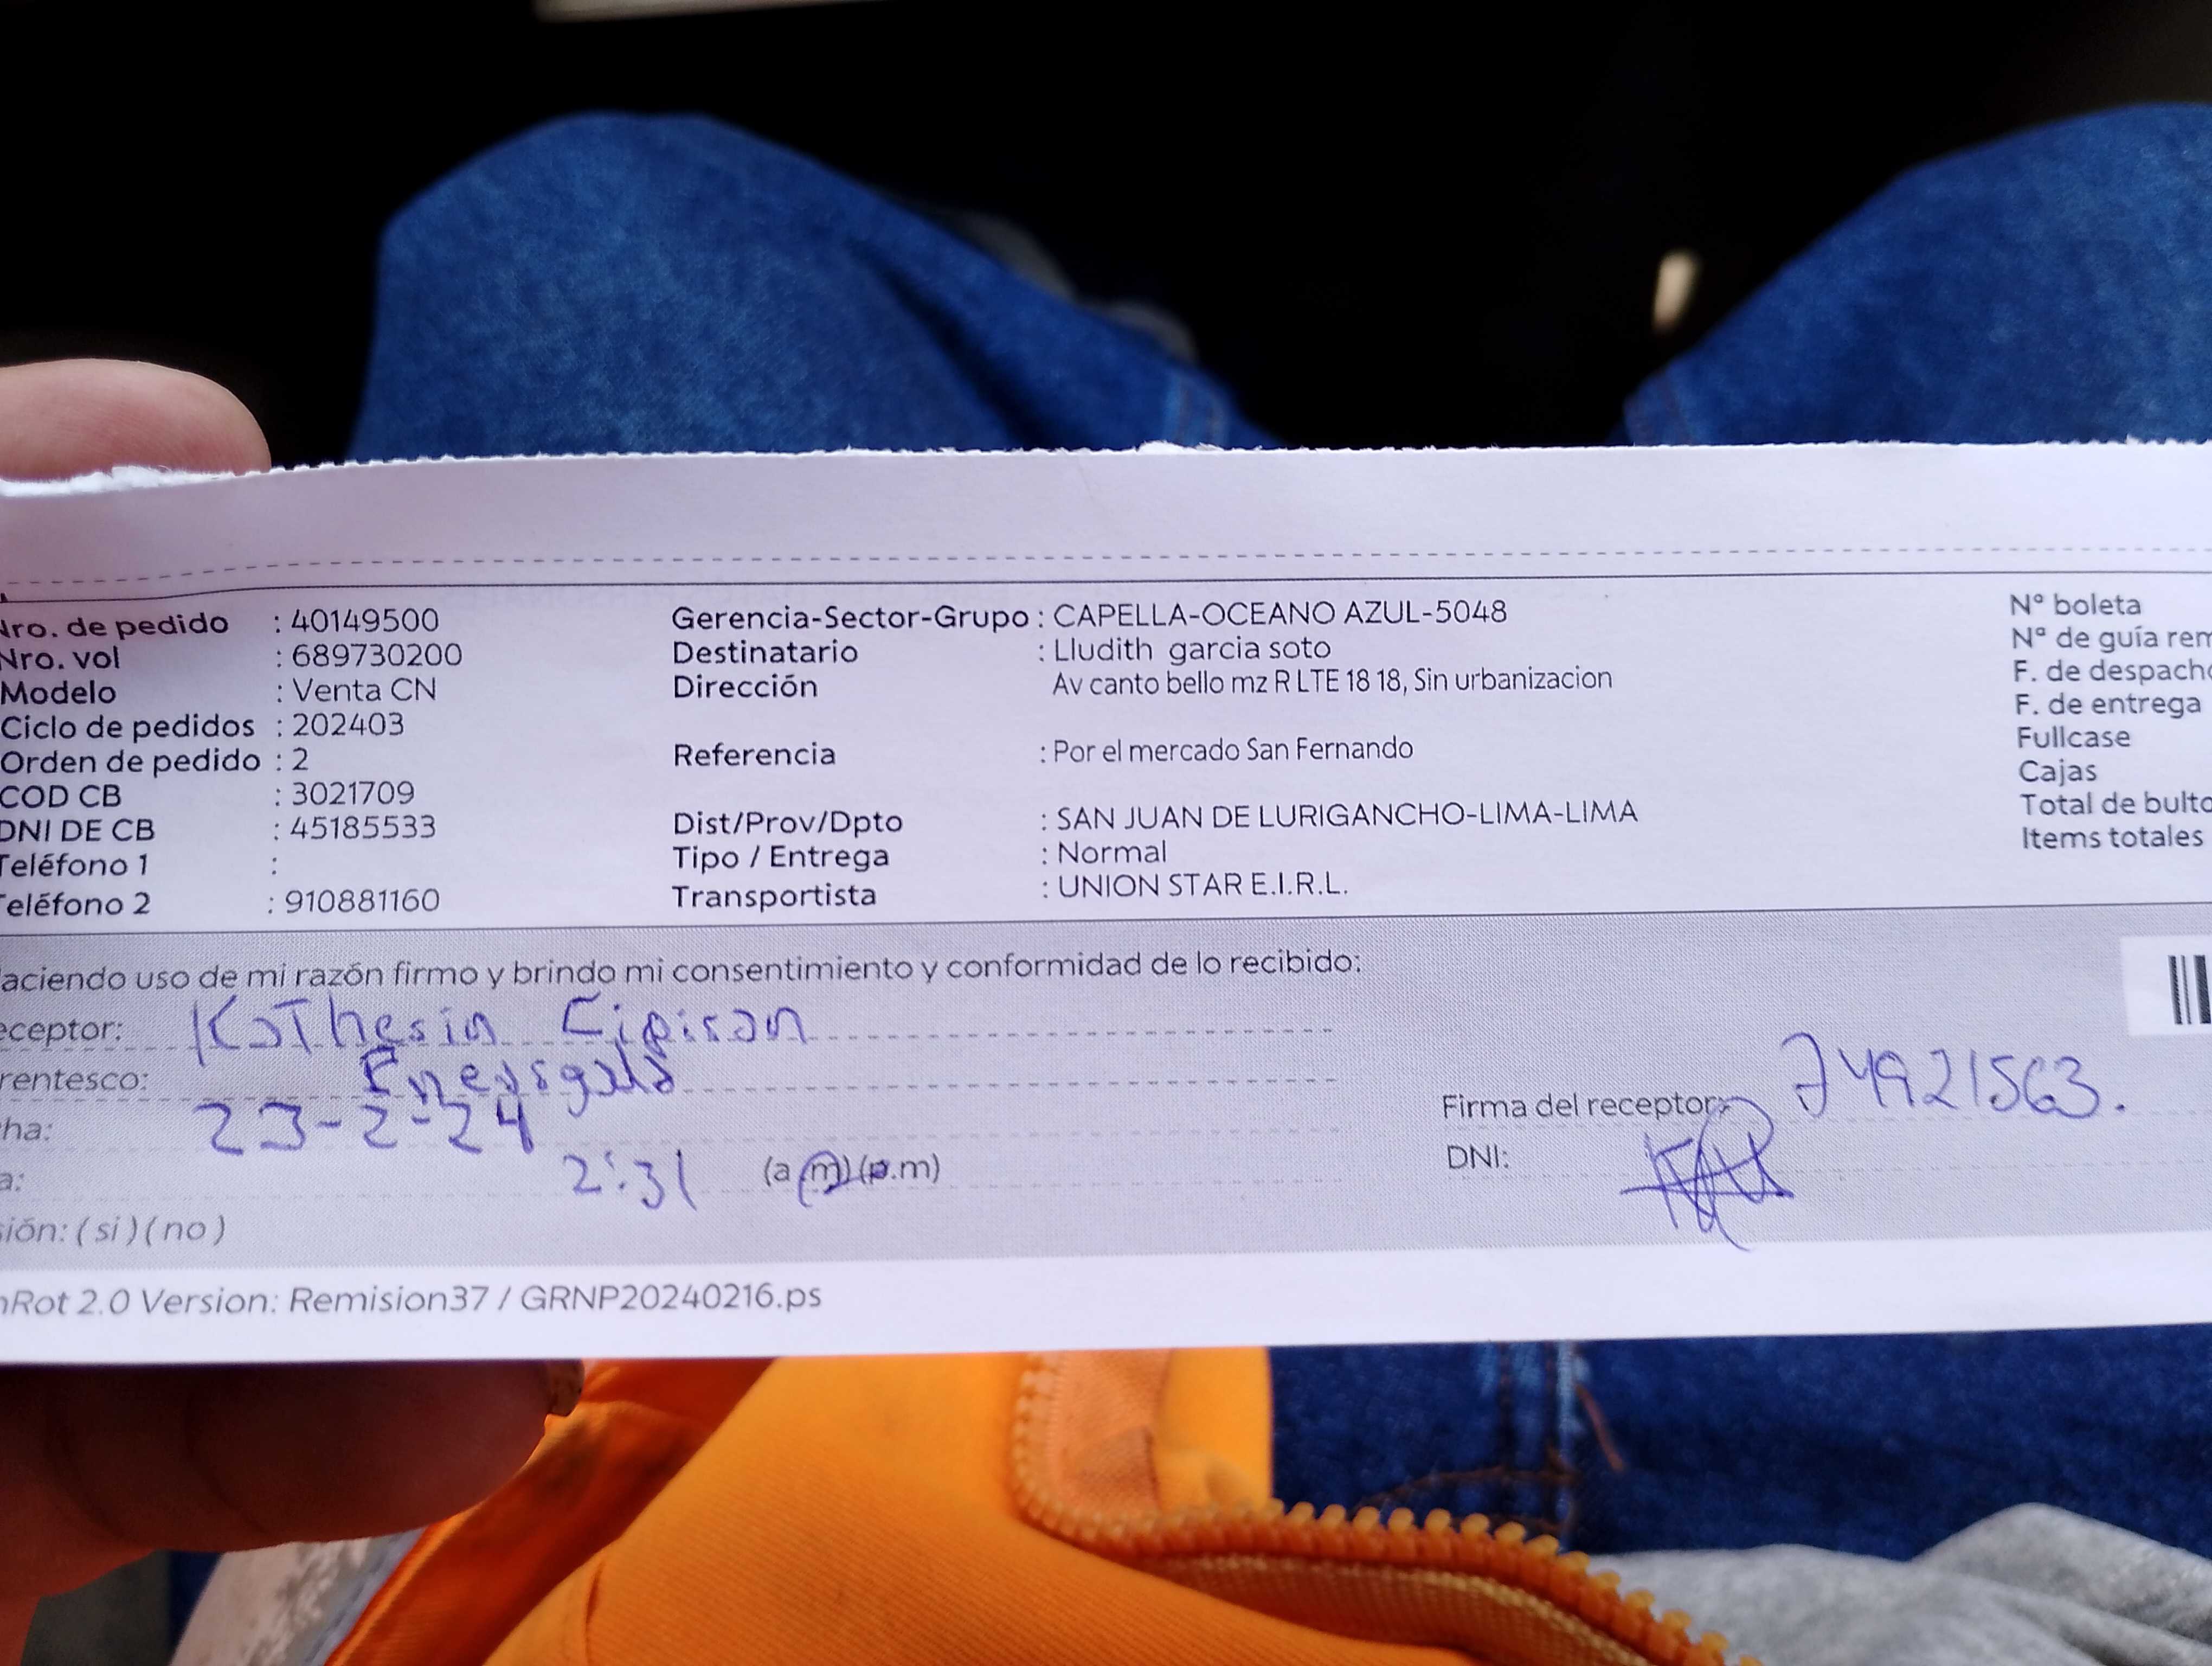 Nro. de pedido : 40149500
Nro. vol : 689730200
Modelo : Venta CN
Ciclo de pedidos : 202403
Orden de pedido : 2
COD CB : 3021709
DNI DE CB : 45185533
Teléfono 1 :
Teléfono 2 : 910881160
Gerencia-Sector-Grupo : CAPELLA-OCEANO AZUL-5048
Destinatario : Lludith garcia soto
Dirección Av canto bello mz R LTE 18 18, Sin urbanizacion
Referencia : Por el mercado San Fernando
Dist/Prov/Dpto : SAN JUAN DE LURIGANCHO-LIMA-LIMA
Tipo / Entrega : Normal
Transportista : UNION STAR E.I.R.L.
Nº boleta
Nª de guía rem
F. de despacho
F. de entrega
Fullcase
Cajas
Total de bulto
Items totales
aciendo uso de mi razón firmo y brindo mi consentimiento y conformidad de lo recibido:
eceptor:
rentesco:
ha: 23-2-24
a: 2:31 (a m) (p.m)
sión: ( si ) ( no )
Firma del receptor: 74921563.
DNI:
nRot 2.0 Version: Remision37 / GRNP20240216.ps